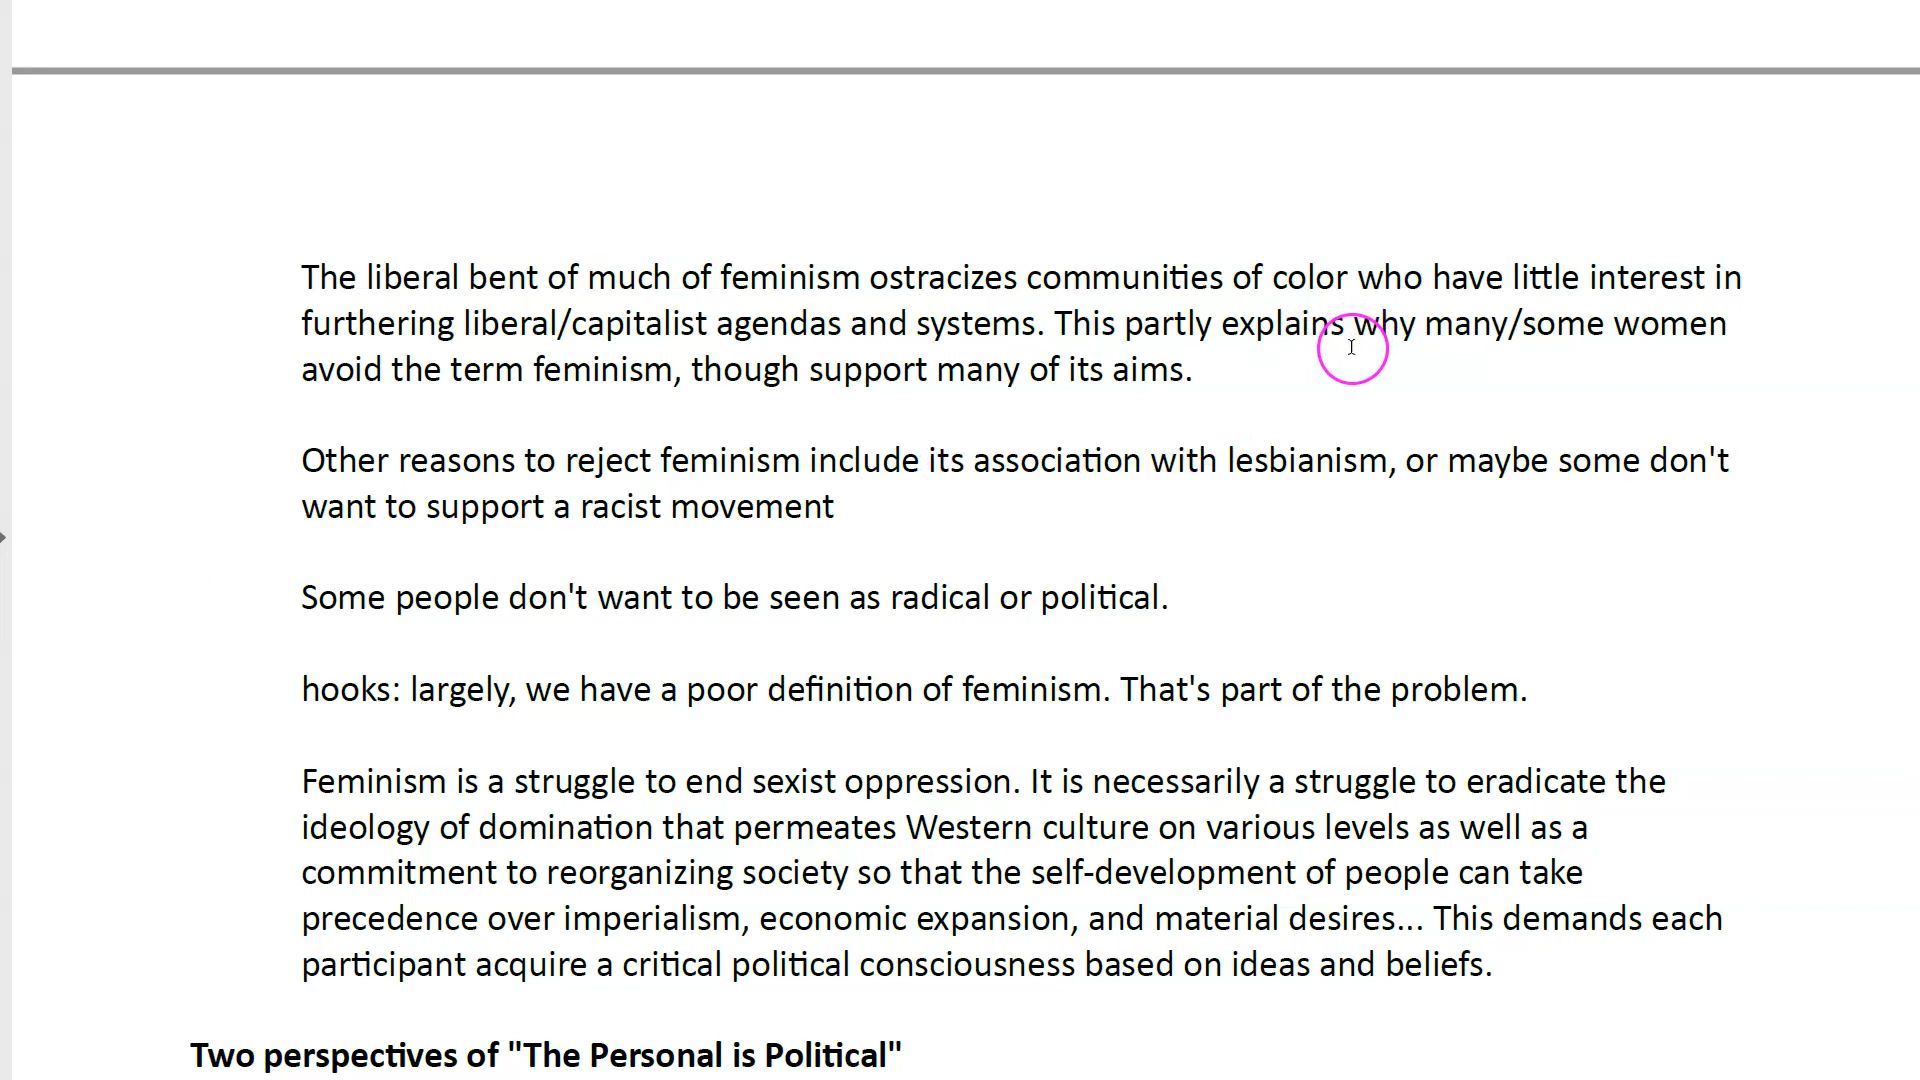 The liberal bent of much of feminism ostracizes communities of color who have little interest in
furthering liberal/capitalist agendas and systems. This partly explains why many/some women
avoid the term feminism, though support many of its aims.
Other reasons to reject feminism include its association with lesbianism, or maybe some don't
want to support a racist movement
Some people don't want to be seen as radical or political.
hooks: largely, we have a poor definition of feminism. That's part of the problem.
Feminism is a struggle to end sexist oppression. It is necessarily a struggle to eradicate the
ideology of domination that permeates Western culture on various levels as well as a
commitment to reorganizing society so that the self-development of people can take
precedence over imperialism, economic expansion, and material desires... This demands each
participant acquire a critical political consciousness based on ideas and beliefs.
Two perspectives of "The Personal is Political"